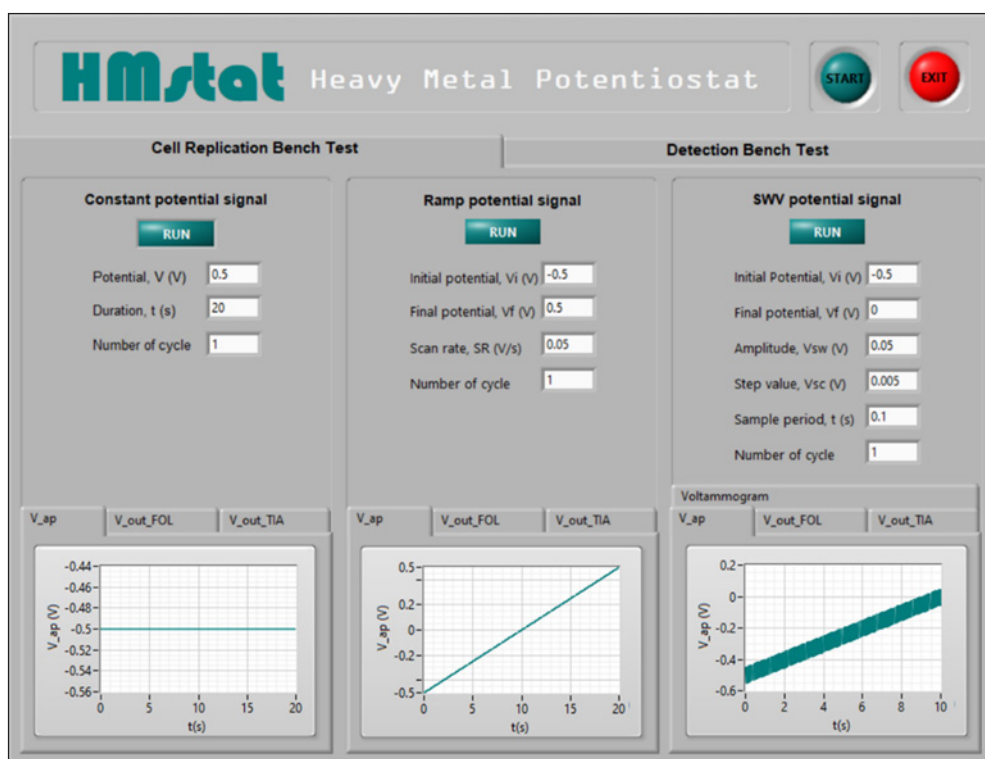 HMstat Heavy Metal Potentiostat
START
EXIT
Cell Replication Bench Test
Detection Bench Test
Constant potential signal
RUN
Potential, V (V) 0.5
Duration, t (s) 20
Number of cycle 1
V_ap V_out_FOL V_out_TIA
-0.44
-0.46
-0.48
-0.5
-0.52
-0.54
-0.56
V_ap (V)
0 5 10 15 20
t(s)
Ramp potential signal
RUN
Initial potential, Vi (V) -0.5
Final potential, Vf (V) 0.5
Scan rate, SR (V/s) 0.05
Number of cycle 1
V_ap V_out_FOL V_out_TIA
0.5
0.2
0
-0.2
-0.5
V_ap (V)
0 5 10 15 20
t(s)
SWV potential signal
RUN
Initial Potential, Vi (V) -0.5
Final potential, Vf (V) 0
Amplitude, Vsw (V) 0.05
Step value, Vsc (V) 0.005
Sample period, t (s) 0.1
Number of cycle 1
Voltammogram
V_ap V_out_FOL V_out_TIA
0.2
0
-0.2
-0.4
-0.6
V_ap (V)
0 2 4 6 8 10
t(s)